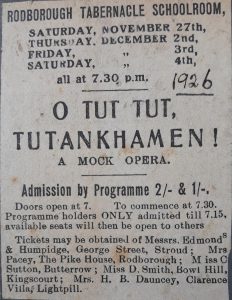 RODBOROUGH TABERNACLE SCHOOLROOM,
SATURDAY, NOVEMBER 27th,
THURSDAY, DECEMBER 2nd,
FRIDAY, „ 3rd,
SATURDAY, „ 4th,
all at 7.30 p.m.
1926
O TUT TUT,
TUTANKHAMEN!
A MOCK OPERA.
Admission by Programme 2/- & 1/-.
Doors open at 7. To commence at 7.30.
Programme holders ONLY admitted till 7.15,
available seats will then be open to others
Tickets may be obtained of Messrs. Edmonds
& Humpidge, George Street, Stroud; Mrs
Pacey, The Pike House, Rodborough; Miss C
Sutton, Butterrow; Miss D. Smith, Bowl Hill,
Kingscourt; Mrs. H. B. Dauncey, Clarence
Villa, Lightpill.